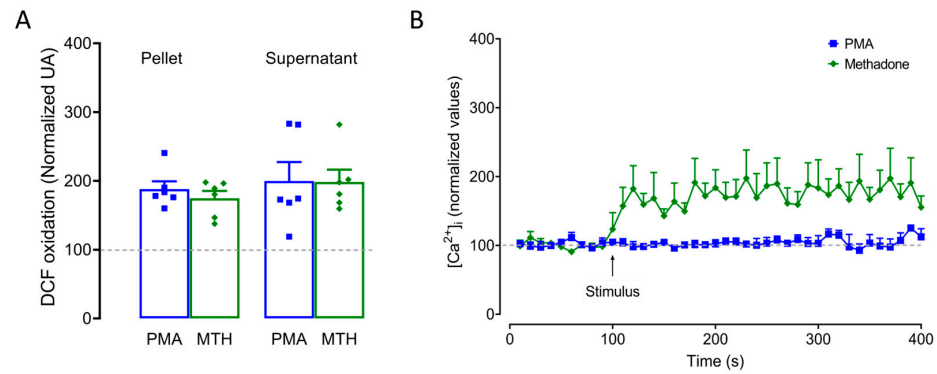 A
DCF oxidation (Normalized UA)
400
300
200
100
0
Pellet
Supernatant
PMA
MTH
PMA
MTH
B
[Ca²⁺]ᵢ (normalized values)
400
300
200
100
0
PMA
Methadone
Stimulus
0
100
200
300
400
Time (s)